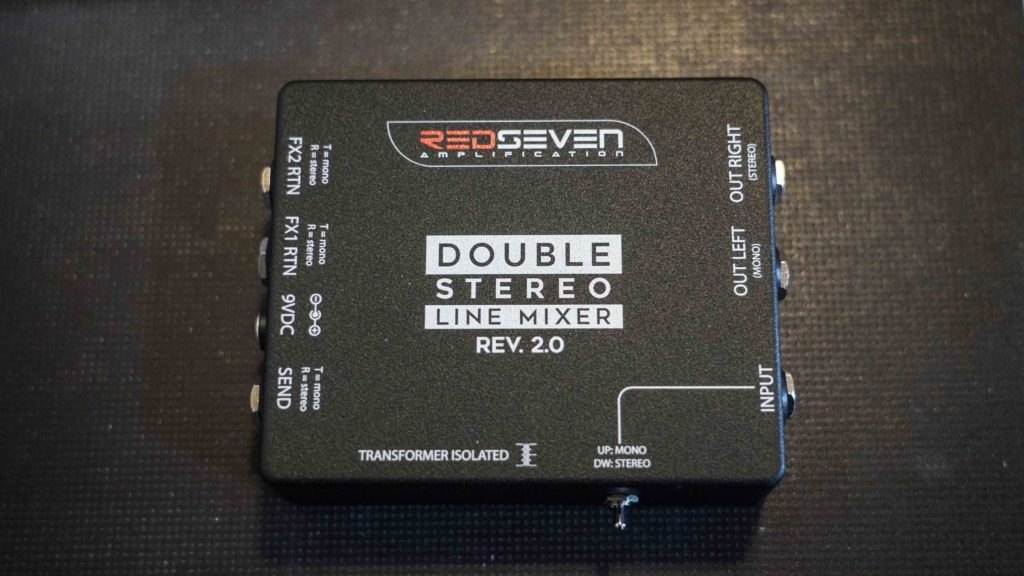 REDSEVEN
AMPLIFICATION
DOUBLE
STEREO
LINE MIXER
REV. 2.0
FX2 RTN
T = mono
R = stereo
FX1 RTN
T = mono
R = stereo
9VDC
SEND
T = mono
R = stereo
OUT RIGHT
(STEREO)
OUT LEFT
(MONO)
INPUT
TRANSFORMER ISOLATED
UP: MONO
DW: STEREO